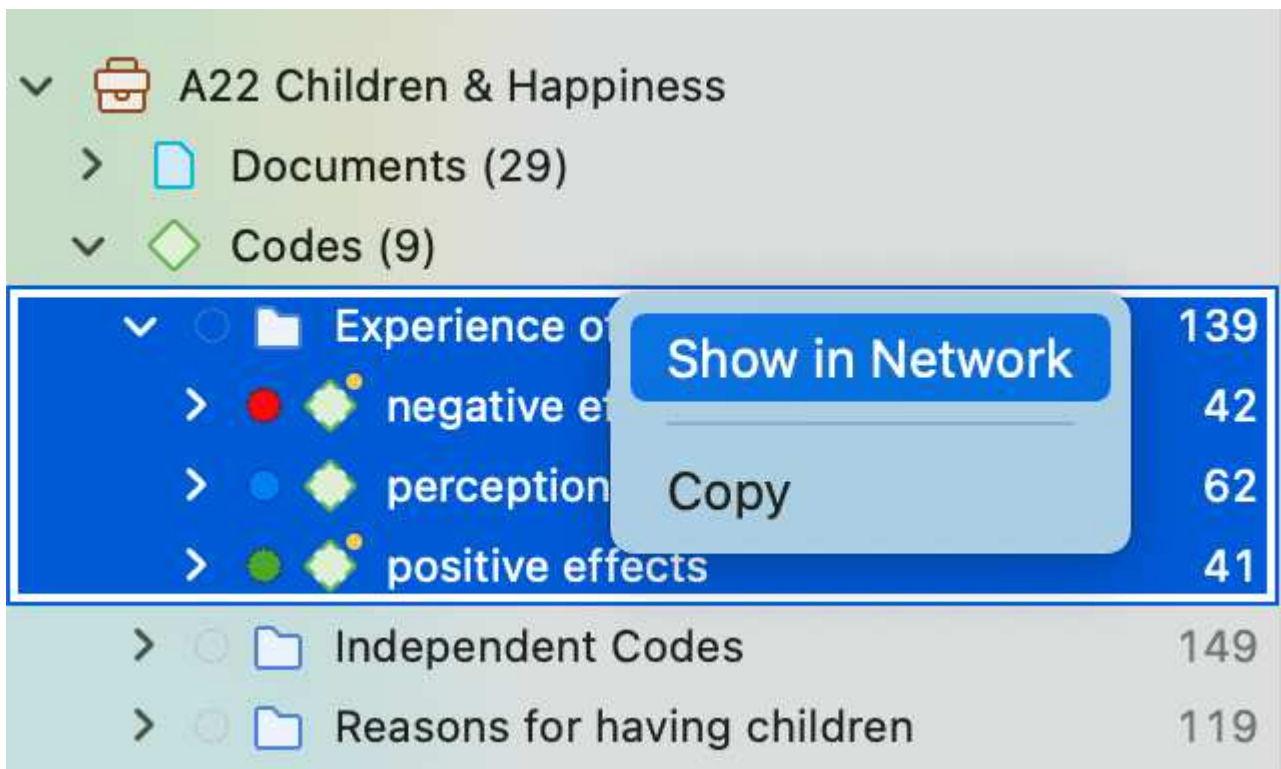 A22 Children & Happiness
Documents (29)
Codes (9)
Experience 139
Show in Network
negative 42
perception 62
Copy
positive effects 41
Independent Codes 149
Reasons for having children 119